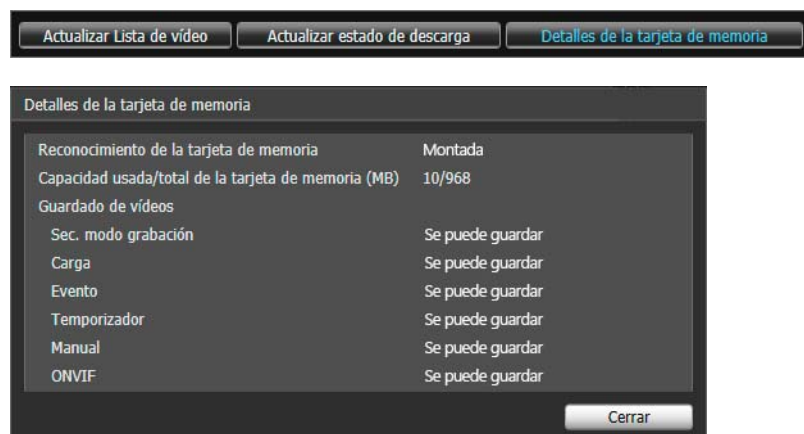 Actualizar Lista de vídeo Actualizar estado de descarga Detalles de la tarjeta de memoria
Detalles de la tarjeta de memoria
Reconocimiento de la tarjeta de memoria Montada
Capacidad usada/total de la tarjeta de memoria (MB) 10/968
Guardado de vídeos
Sec. modo grabación Se puede guardar
Carga Se puede guardar
Evento Se puede guardar
Temporizador Se puede guardar
Manual Se puede guardar
ONVIF Se puede guardar
Cerrar